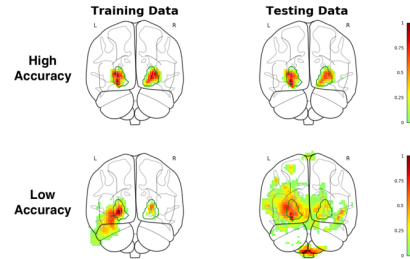 Training Data
Testing Data
L
R
L
R
1
High
Accuracy
0.75
0.5
0.25
0
L
R
L
R
1
Low
Accuracy
0.75
0.5
0.25
0